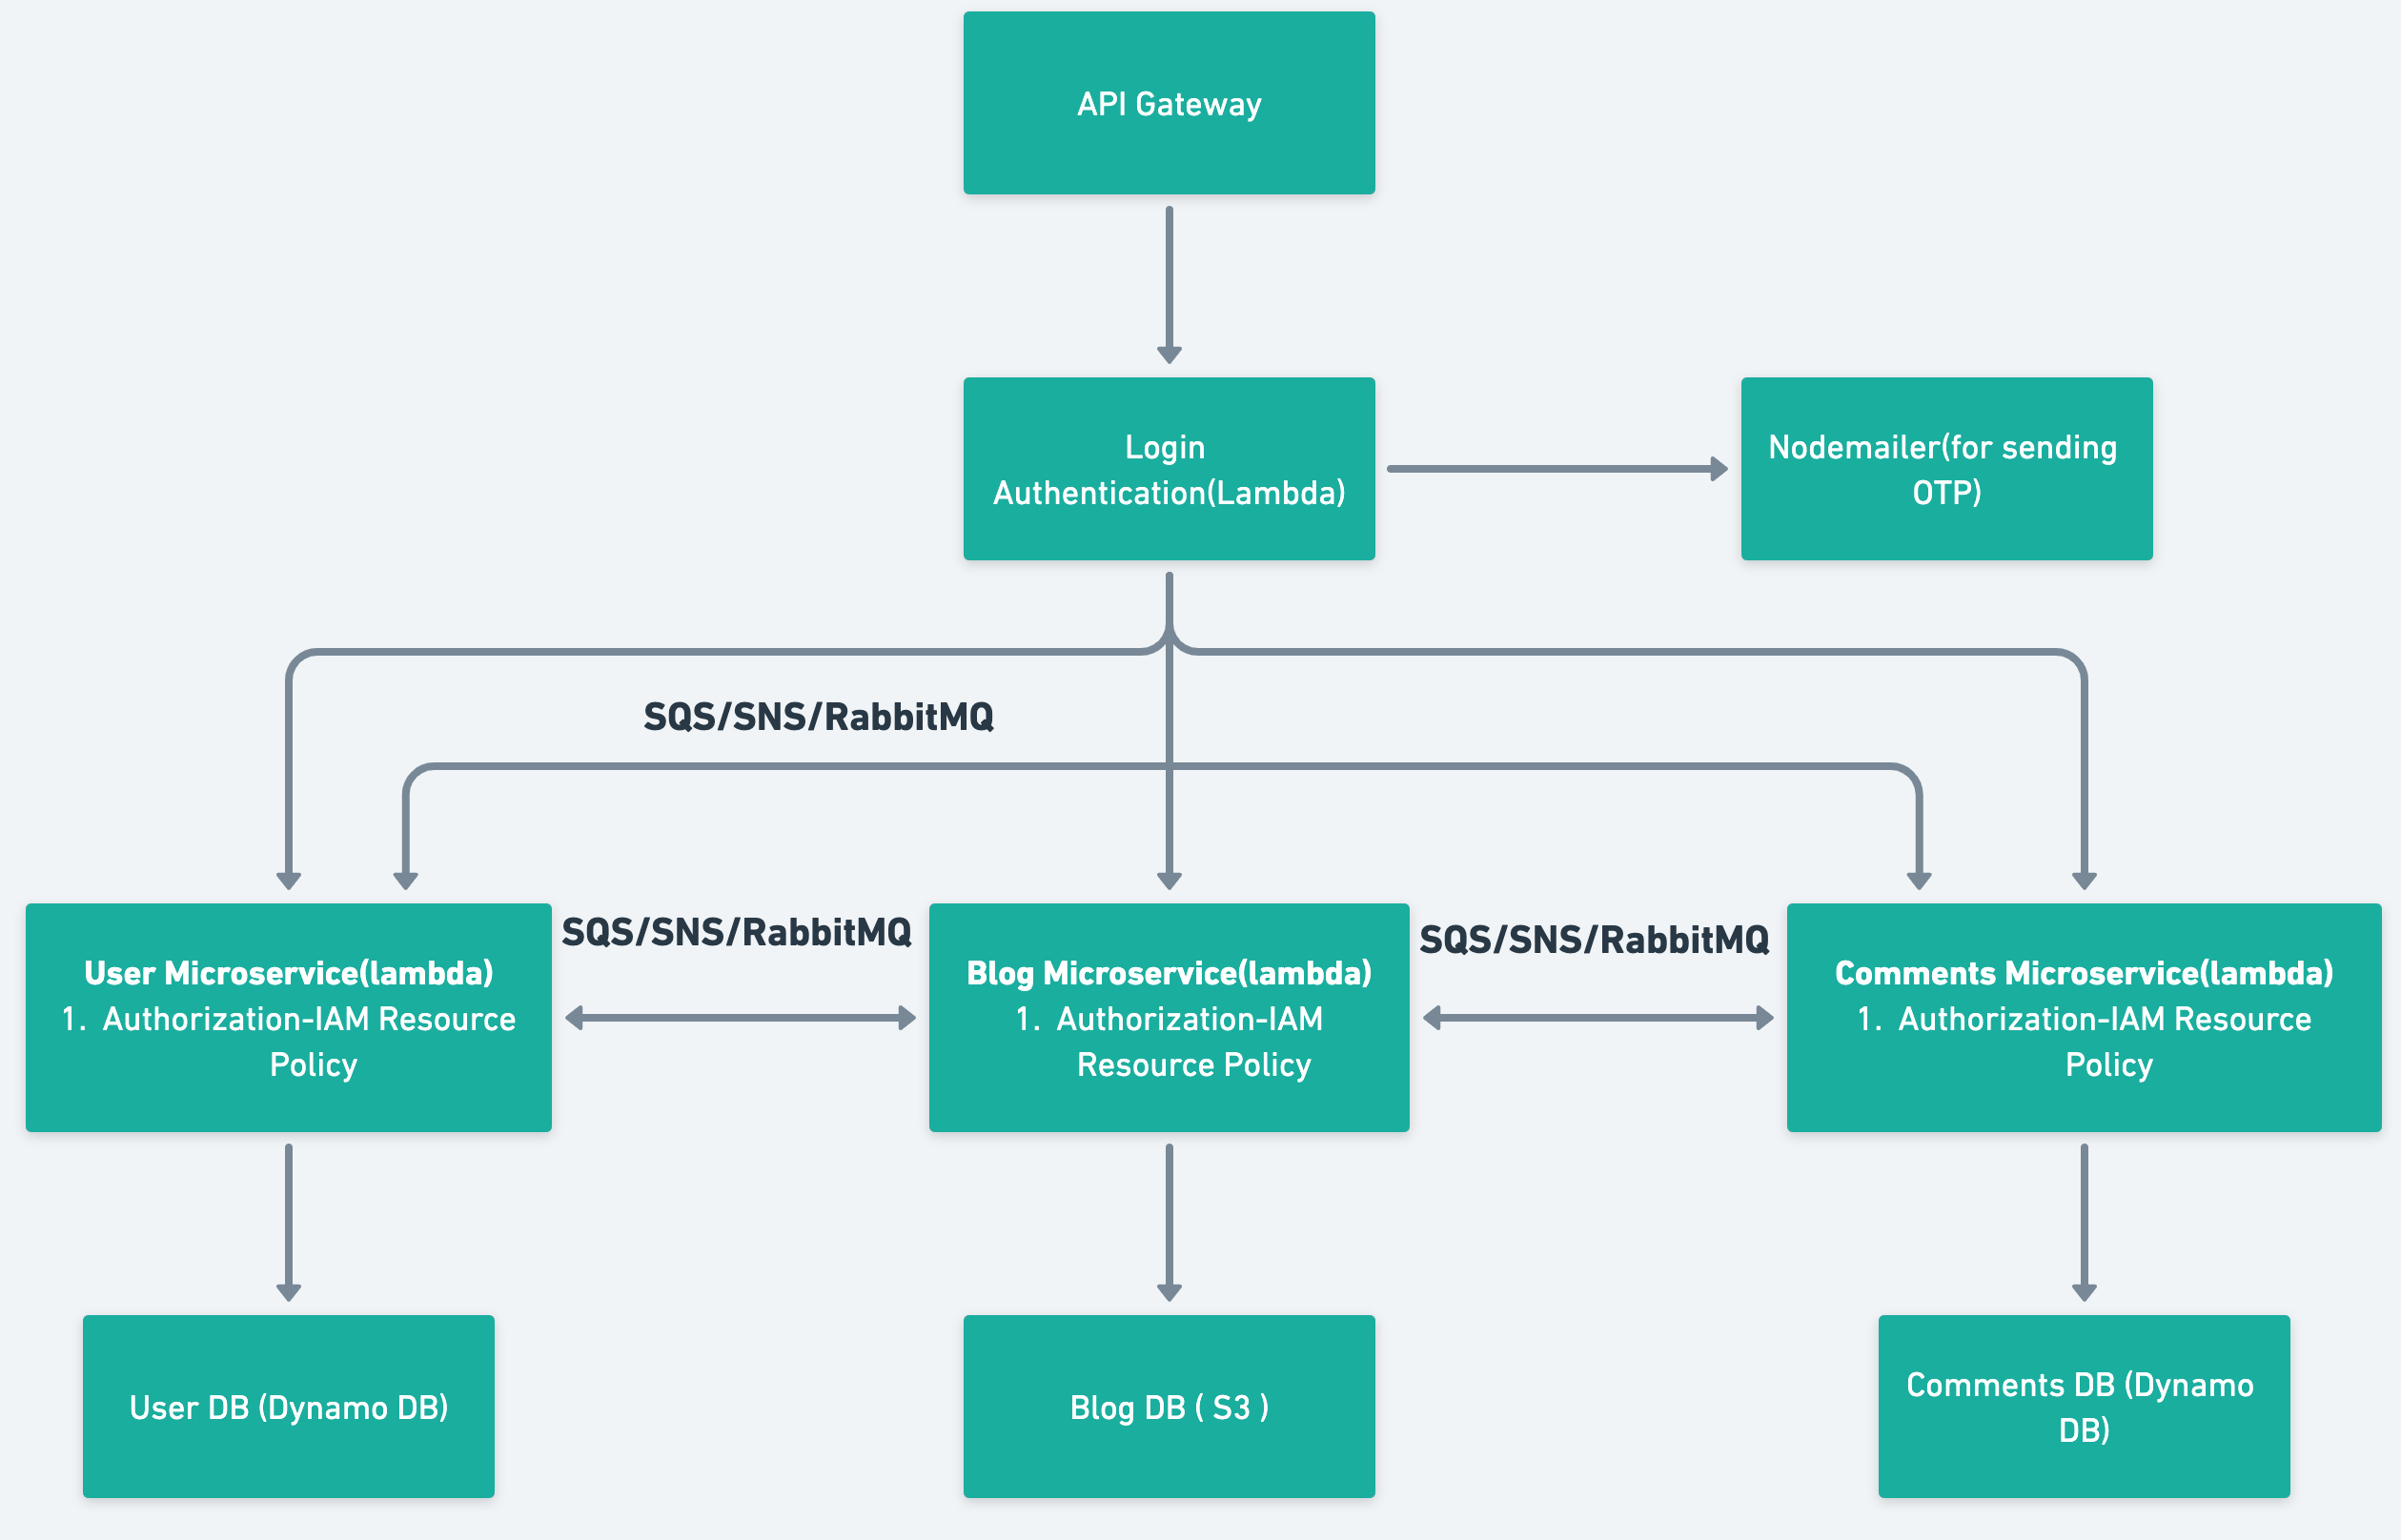 API Gateway
Login
Authentication(Lambda)
Nodemailer(for sending
OTP)
SQS/SNS/RabbitMQ
SQS/SNS/RabbitMQ
SQS/SNS/RabbitMQ
User Microservice(lambda)
1. Authorization-IAM Resource
Policy
Blog Microservice(lambda)
1. Authorization-IAM
Resource Policy
Comments Microservice(lambda)
1. Authorization-IAM Resource
Policy
User DB (Dynamo DB)
Blog DB ( S3 )
Comments DB (Dynamo
DB)